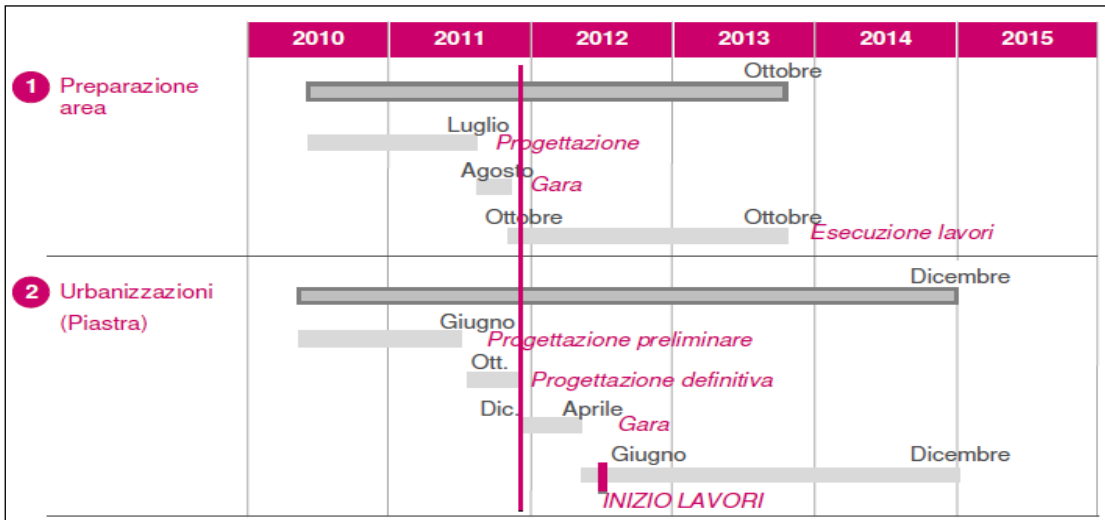 2010 2011 2012 2013 2014 2015
Ottobre
1 Preparazione
area
Luglio
Progettazione
Agosto
Gara
Ottobre Ottobre
Esecuzione lavori
Dicembre
2 Urbanizzazioni
(Piastra)
Giugno
Progettazione preliminare
Ott.
Progettazione definitiva
Dic. Aprile
Gara
Giugno Dicembre
INIZIO LAVORI